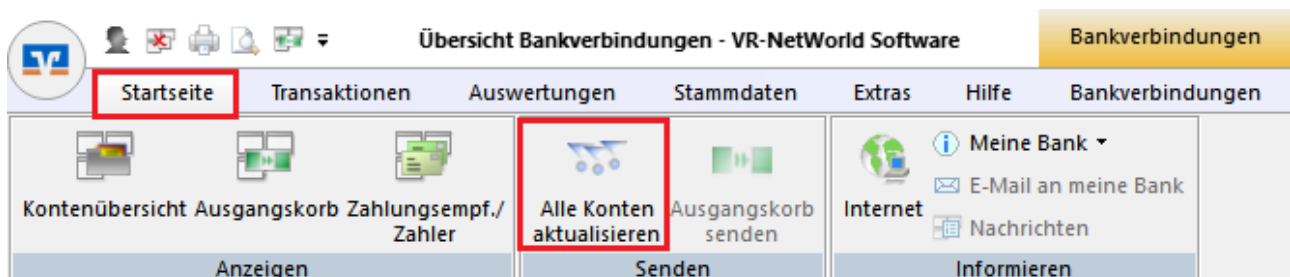 Übersicht Bankverbindungen - VR-NetWorld Software
Bankverbindungen
Startseite Transaktionen Auswertungen Stammdaten Extras Hilfe Bankverbindungen
Kontenübersicht Ausgangskorb Zahlungsempf./
Zahler
Alle Konten
aktualisieren
Ausgangskorb
senden
Internet
Meine Bank
E-Mail an meine Bank
Nachrichten
Anzeigen Senden Informieren